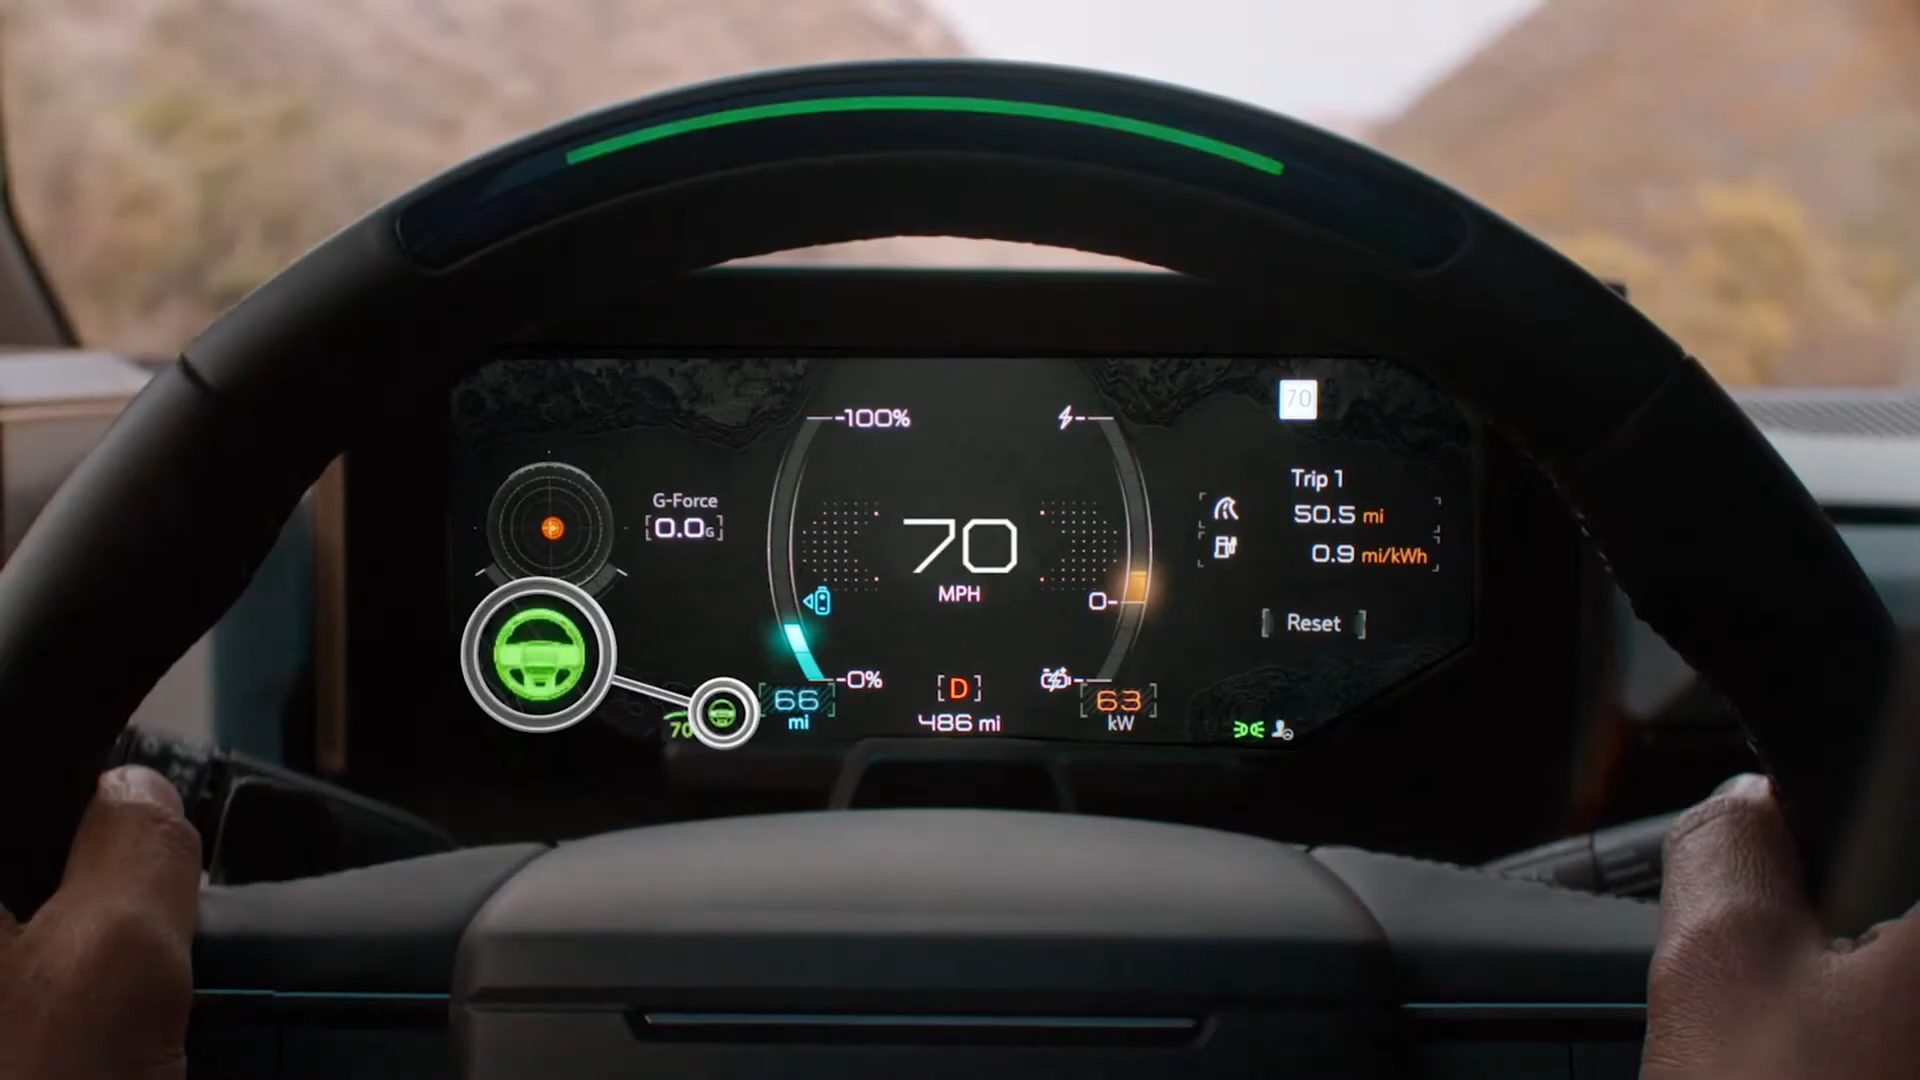 70
-100%
G-Force
0.0G
Trip 1
50.5 mi
0.9 mi/kWh
70
MPH
0-
Reset
-0%
66
mi
D
486 mi
63
kW
70